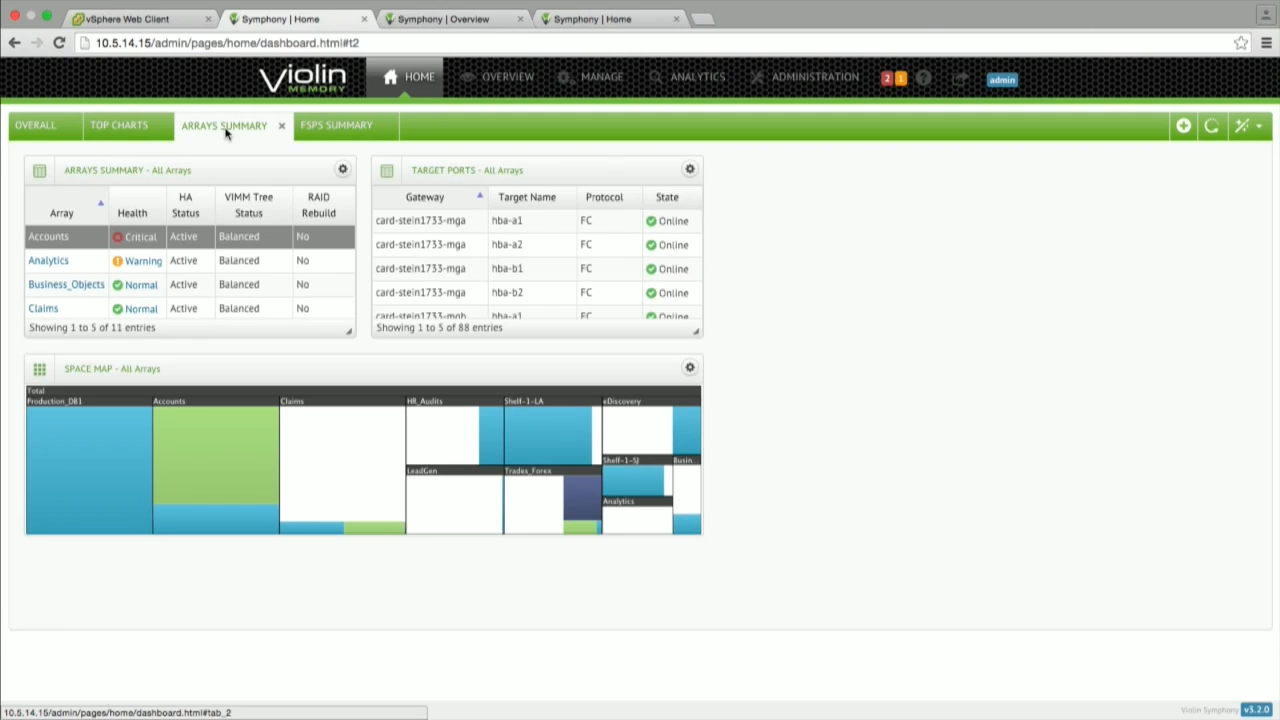 vSphere Web Client
Symphony | Home
Symphony | Overview
Symphony | Home
10.5.14.15/admin/pages/home/dashboard.html#t2
VIOLIN MEMORY
HOME
OVERVIEW
MANAGE
ANALYTICS
ADMINISTRATION
2 1
admin
OVERALL
TOP CHARTS
ARRAYS SUMMARY
FSPS SUMMARY
ARRAYS SUMMARY - All Arrays
Array Health HA Status VIMM Tree Status RAID Rebuild
Accounts Critical Active Balanced No
Analytics Warning Active Balanced No
Business_Objects Normal Active Balanced No
Claims Normal Active Balanced No
Showing 1 to 5 of 11 entries
TARGET PORTS - All Arrays
Gateway Target Name Protocol State
card-stein1733-mga hba-a1 FC Online
card-stein1733-mga hba-a2 FC Online
card-stein1733-mga hba-b1 FC Online
card-stein1733-mga hba-b2 FC Online
card-stein1733-mgb hba-a1 FC Online
Showing 1 to 5 of 88 entries
SPACE MAP - All Arrays
Total
Production_DB1 Accounts Claims HR_Audits Shelf-1-LA eDiscovery
Shelf-1-SJ Busin
LeadGen Trades_Forex
Analytics
10.5.14.15/admin/pages/home/dashboard.html#tab_2
Violin Symphony v3.2.0